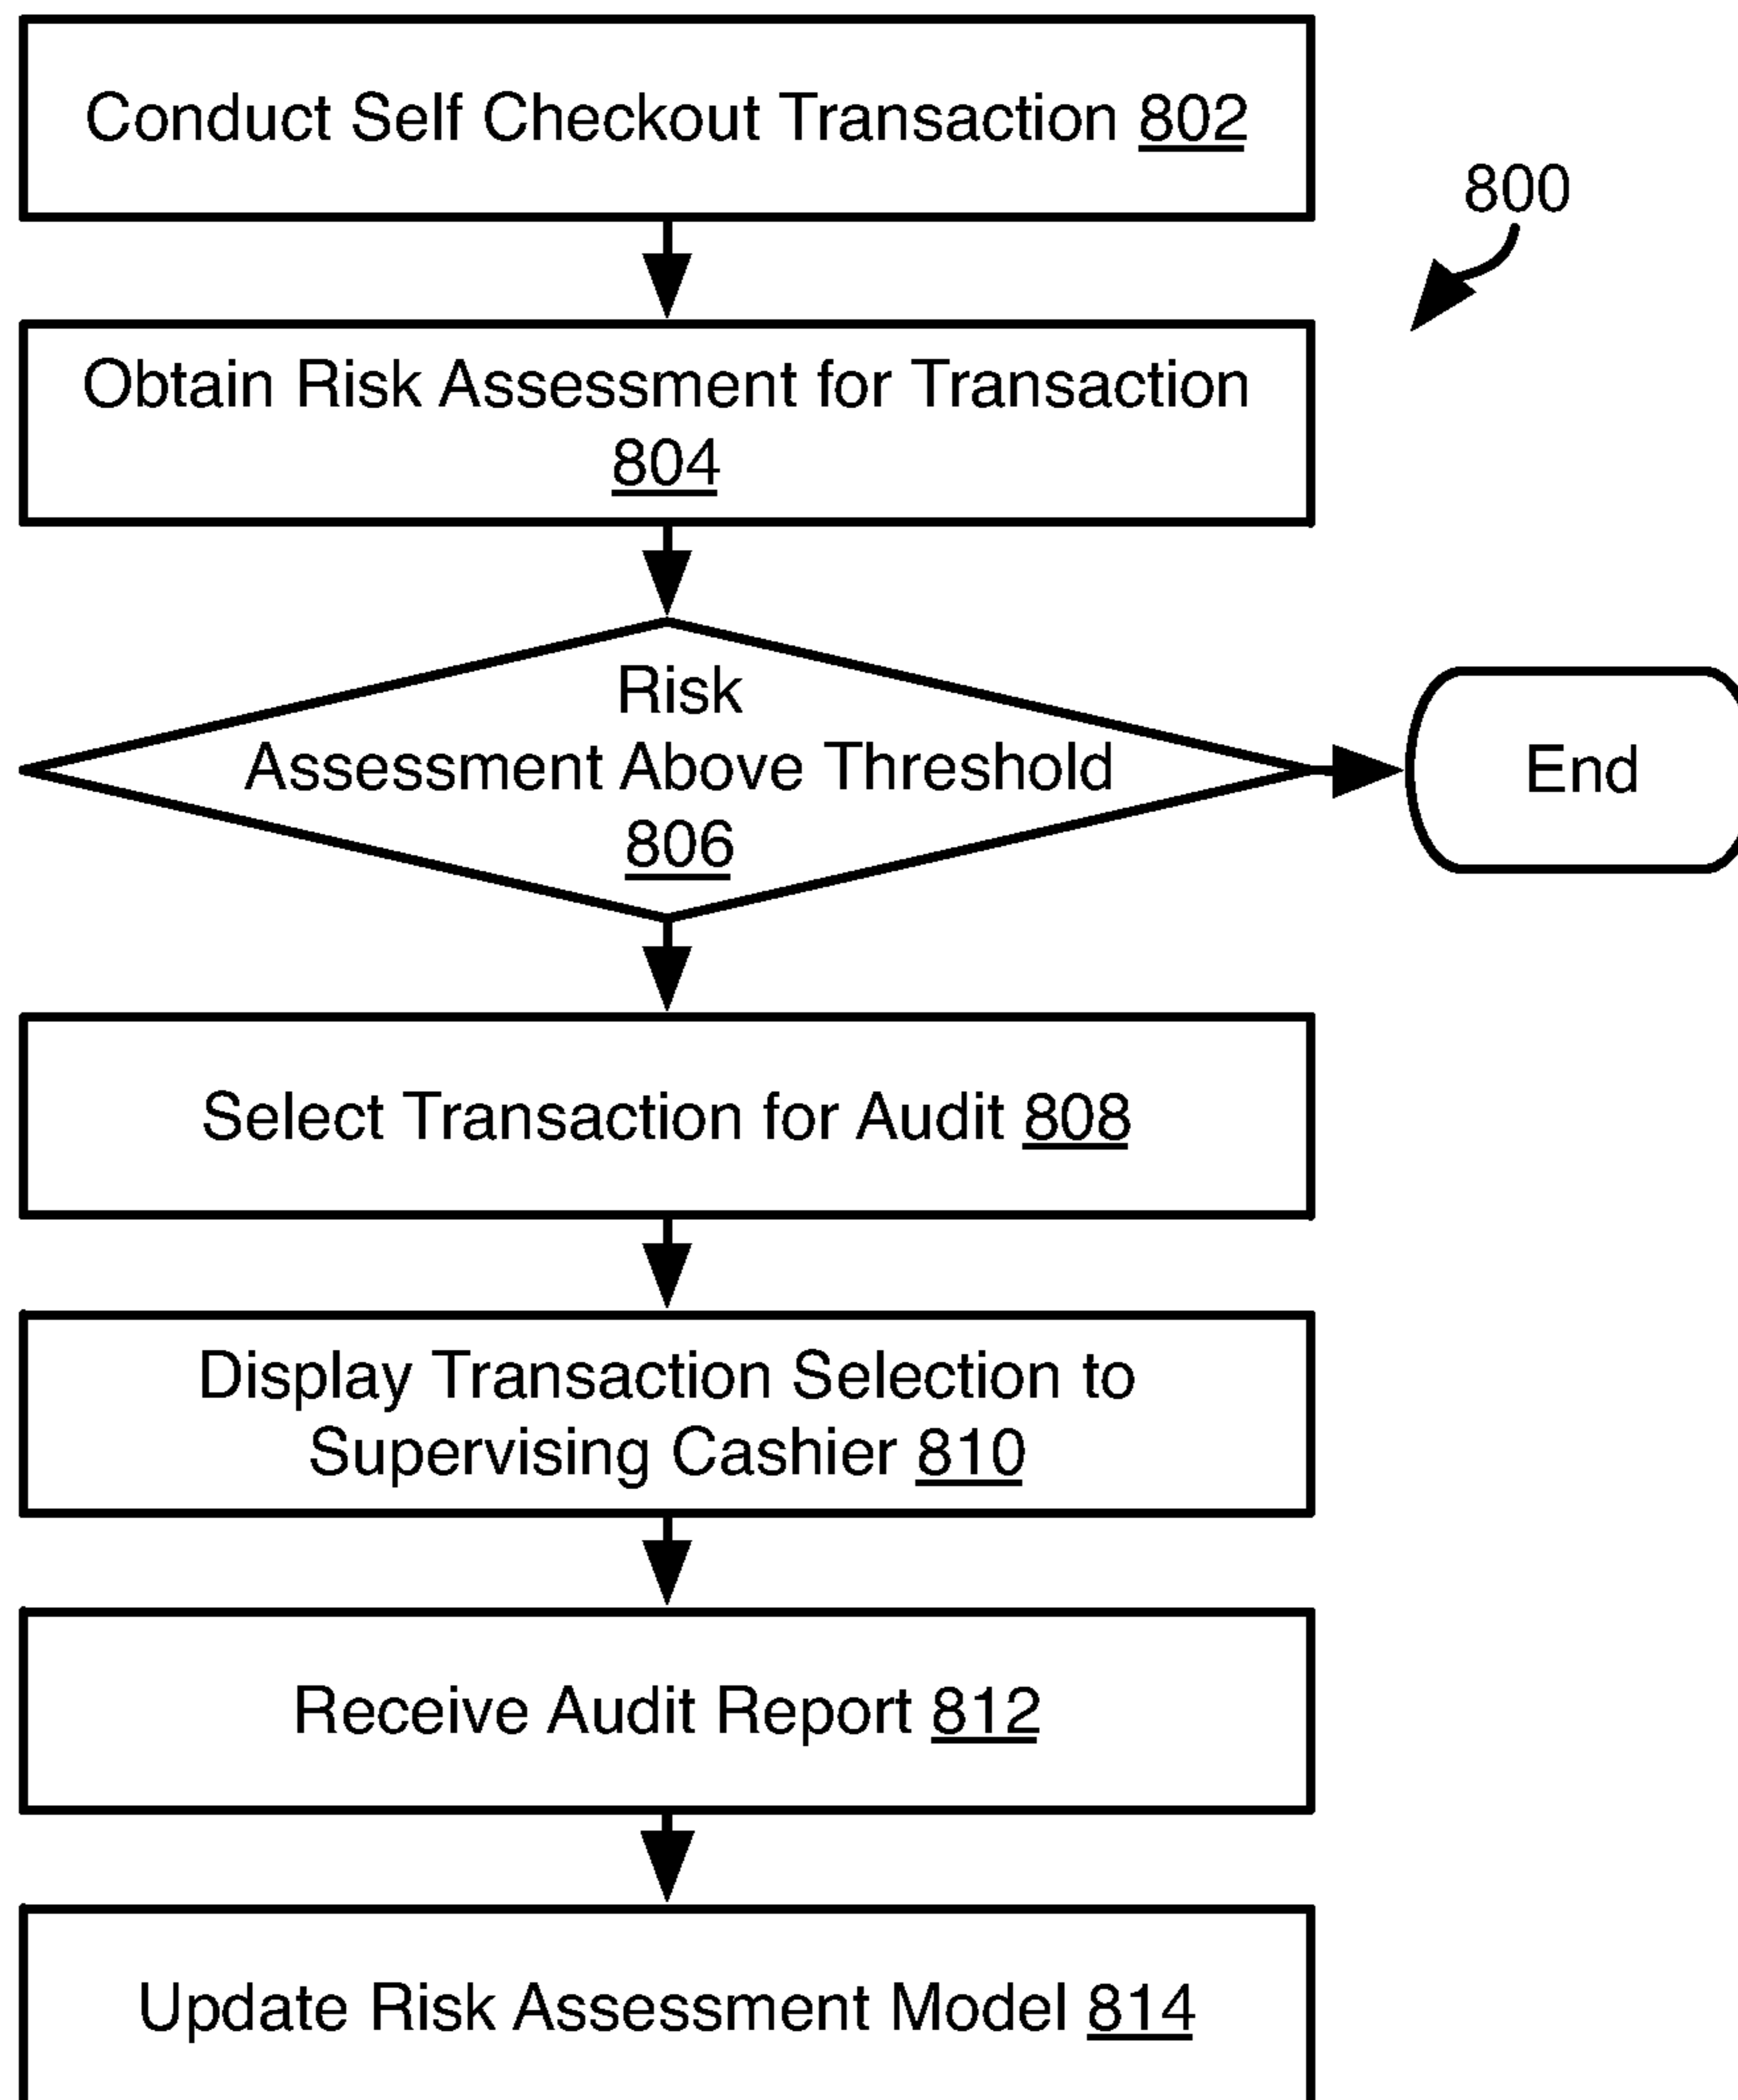 Conduct Self Checkout Transaction 802
800
Obtain Risk Assessment for Transaction
804
Risk
Assessment Above Threshold
806
End
Select Transaction for Audit 808
Display Transaction Selection to
Supervising Cashier 810
Receive Audit Report 812
Update Risk Assessment Model 814